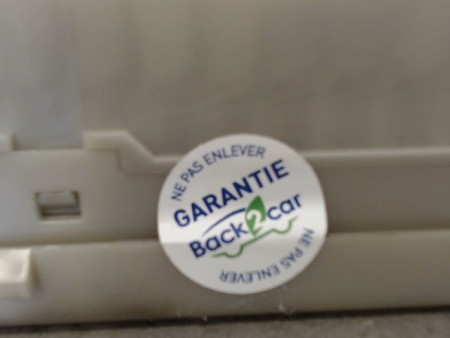 NE PAS ENLEVER
GARANTIE
Back2car
NE PAS ENLEVER